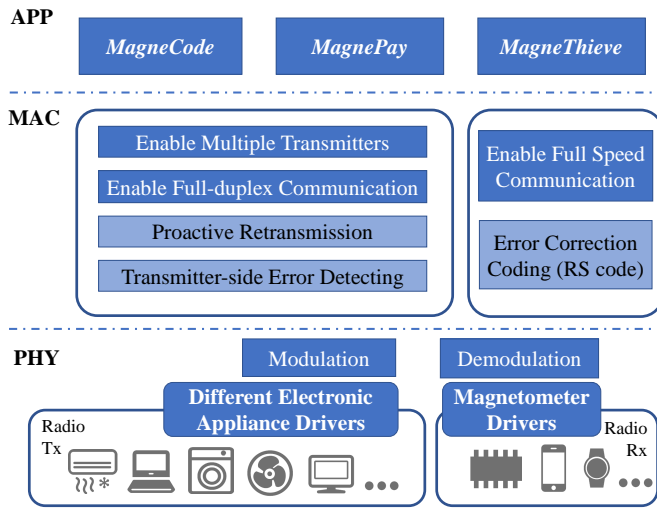 APP
MagneCode
MagnePay
MagneThieve
MAC
Enable Multiple Transmitters
Enable Full-duplex Communication
Proactive Retransmission
Transmitter-side Error Detecting
Enable Full Speed
Communication
Error Correction
Coding (RS code)
PHY
Modulation
Demodulation
Different Electronic
Appliance Drivers
Magnetometer
Drivers
Radio
Tx
Radio
Rx